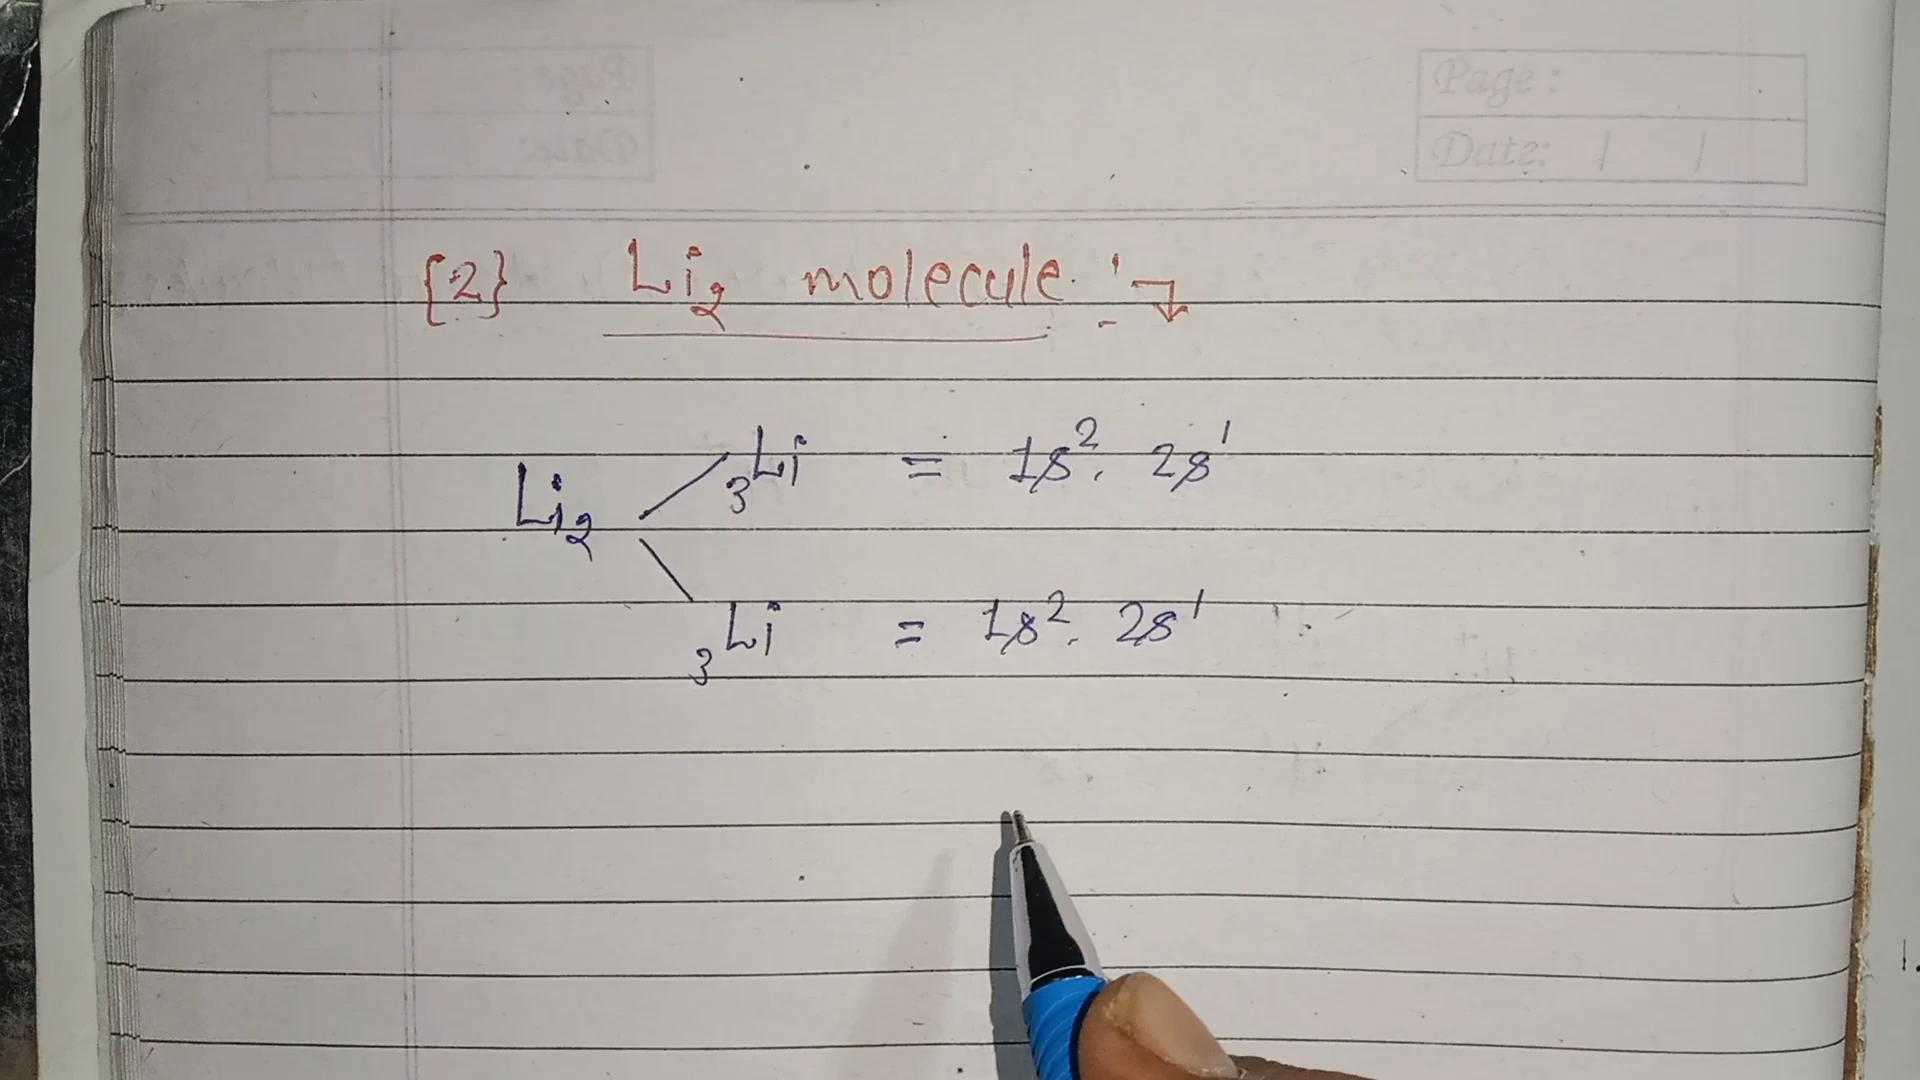 Page :
Date: / /
{2} Li₂ molecule :↴
₃Li = 1s² 2s¹
Li₂
₃Li = 1s² 2s¹